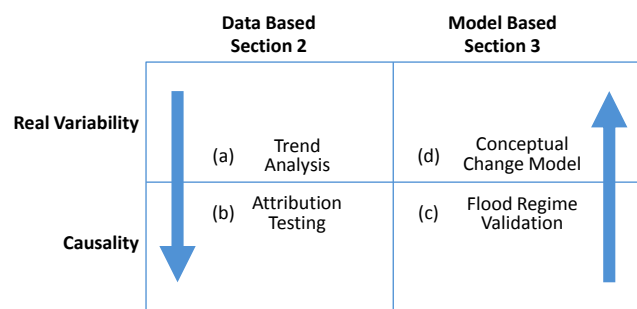 Data Based
Section 2
Model Based
Section 3
Real Variability
(a) Trend
Analysis
(d) Conceptual
Change Model
Causality
(b) Attribution
Testing
(c) Flood Regime
Validation